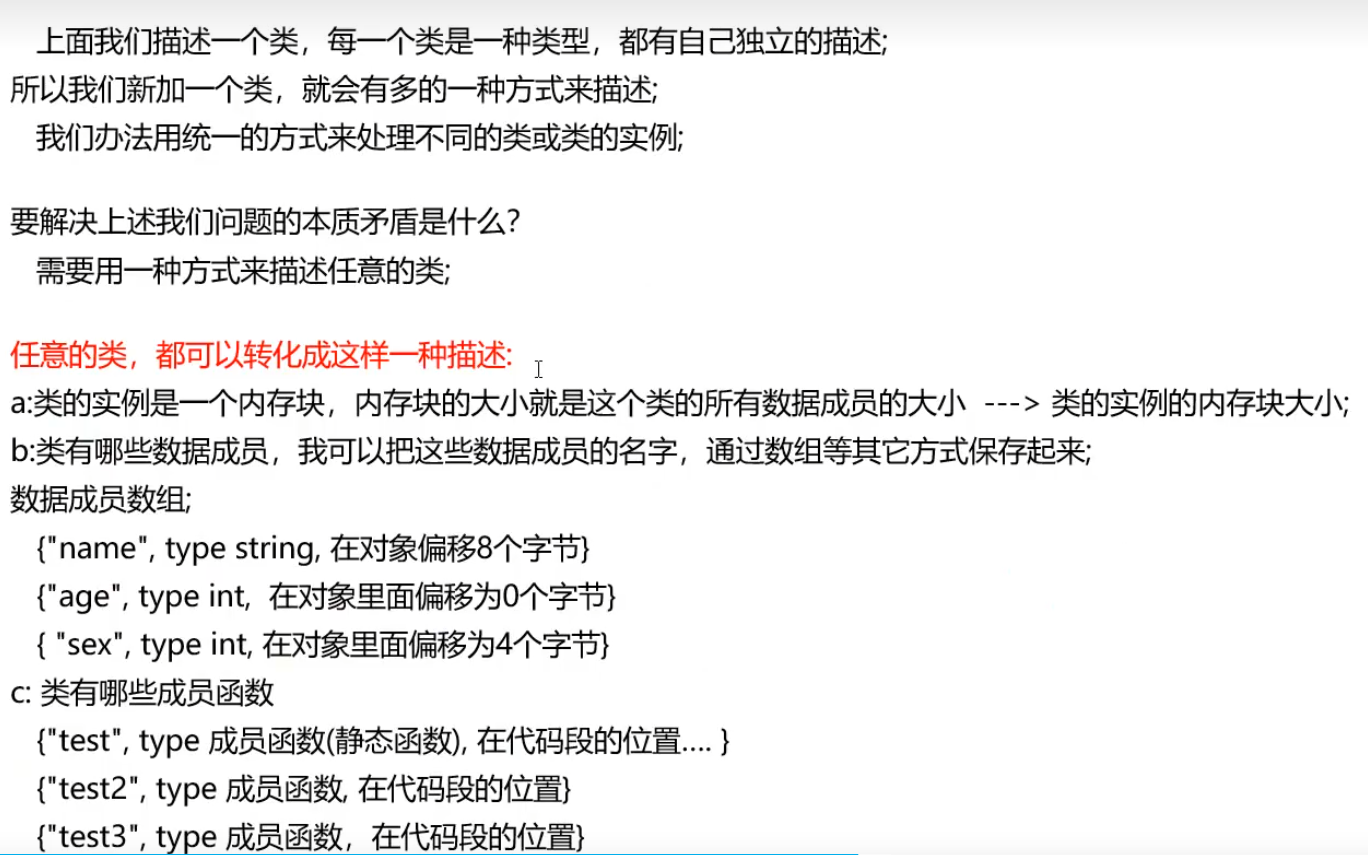 上面我们描述一个类，每一个类是一种类型，都有自己独立的描述;
所以我们新加一个类，就会有多的一种方式来描述;
我们办法用统一的方式来处理不同的类或类的实例;
要解决上述我们问题的本质矛盾是什么?
需要用一种方式来描述任意的类;
任意的类，都可以转化成这样一种描述:
a:类的实例是一个内存块，内存块的大小就是这个类的所有数据成员的大小 ---> 类的实例的内存块大小;
b:类有哪些数据成员，我可以把这些数据成员的名字，通过数组等其它方式保存起来;
数据成员数组;
{"name", type string, 在对象偏移8个字节}
{"age", type int, 在对象里面偏移为0个字节}
{ "sex", type int, 在对象里面偏移为4个字节}
c: 类有哪些成员函数
{"test", type 成员函数(静态函数), 在代码段的位置.... }
{"test2", type 成员函数, 在代码段的位置}
{"test3", type 成员函数，在代码段的位置}